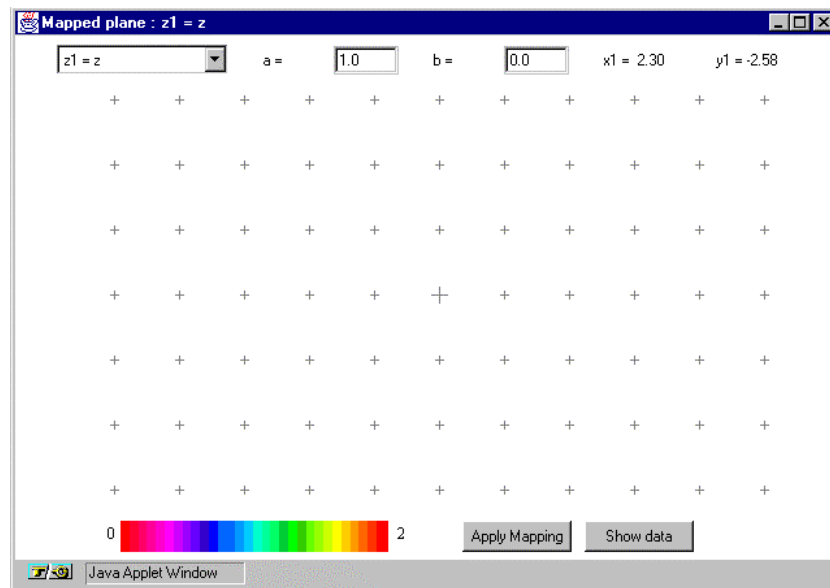 Mapped plane : z1 = z
z1 = z a = 1.0 b = 0.0 x1 = 2.30 y1 = -2.58
0 2 Apply Mapping Show data
Java Applet Window